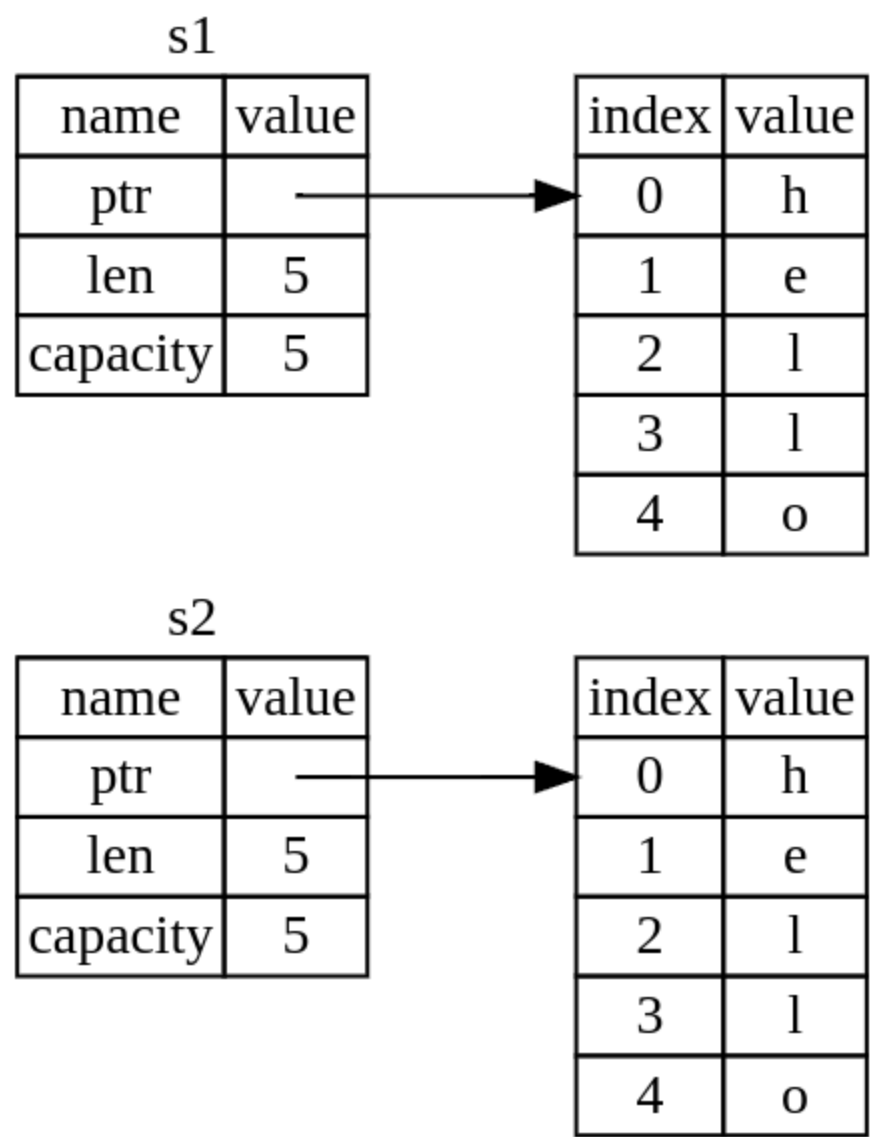 s1
name value index value
ptr 0 h
len 5 1 e
capacity 5 2 l
3 l
4 o
s2
name value index value
ptr 0 h
len 5 1 e
capacity 5 2 l
3 l
4 o